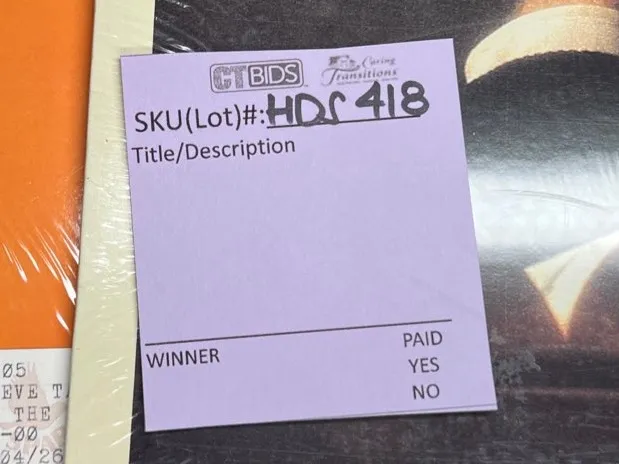 CTBIDS Caring Transitions
SKU(Lot)#: HDS 418
Title/Description
WINNER
PAID
YES
NO
05
EVE T
THE
-00
04/26